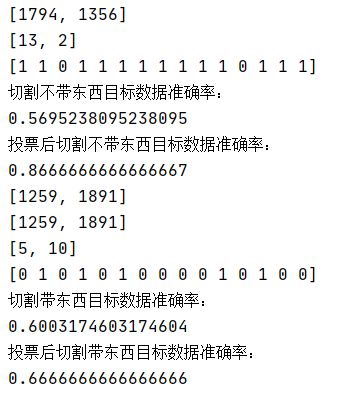 [1794, 1356]
[13, 2]
[1 1 0 1 1 1 1 1 1 1 1 0 1 1 1]
切割不带东西目标数据准确率：
0.5695238095238095
投票后切割不带东西目标数据准确率：
0.8666666666666667
[1259, 1891]
[1259, 1891]
[5, 10]
[0 1 0 1 0 1 0 0 0 0 1 0 1 0 0]
切割带东西目标数据准确率：
0.6003174603174604
投票后切割带东西目标数据准确率：
0.6666666666666666